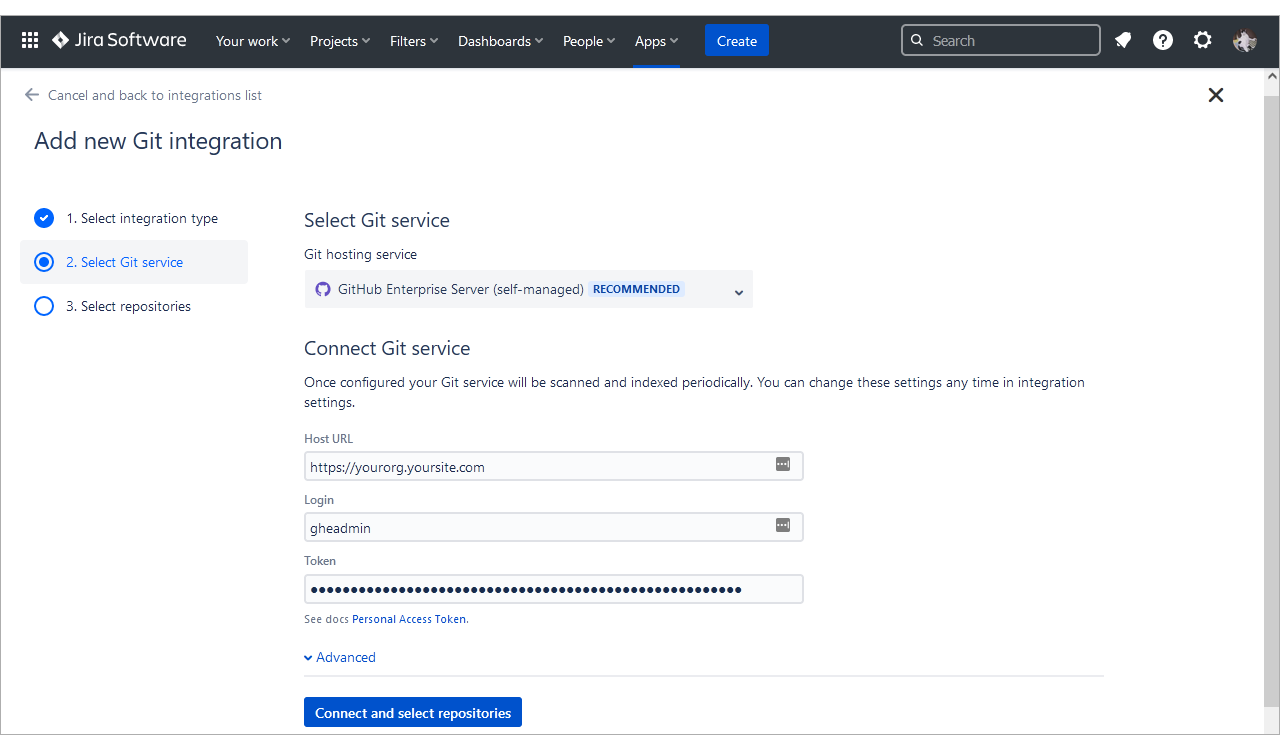 Jira Software Your work Projects Filters Dashboards People Apps Create Search
Cancel and back to integrations list
Add new Git integration
1. Select integration type
2. Select Git service
3. Select repositories
Select Git service
Git hosting service
GitHub Enterprise Server (self-managed) RECOMMENDED
Connect Git service
Once configured your Git service will be scanned and indexed periodically. You can change these settings any time in integration
settings.
Host URL
https://yourorg.yoursite.com
Login
gheadmin
Token
••••••••••••••••••••••••••••••••••••••••••••••••••••••
See docs Personal Access Token.
Advanced
Connect and select repositories